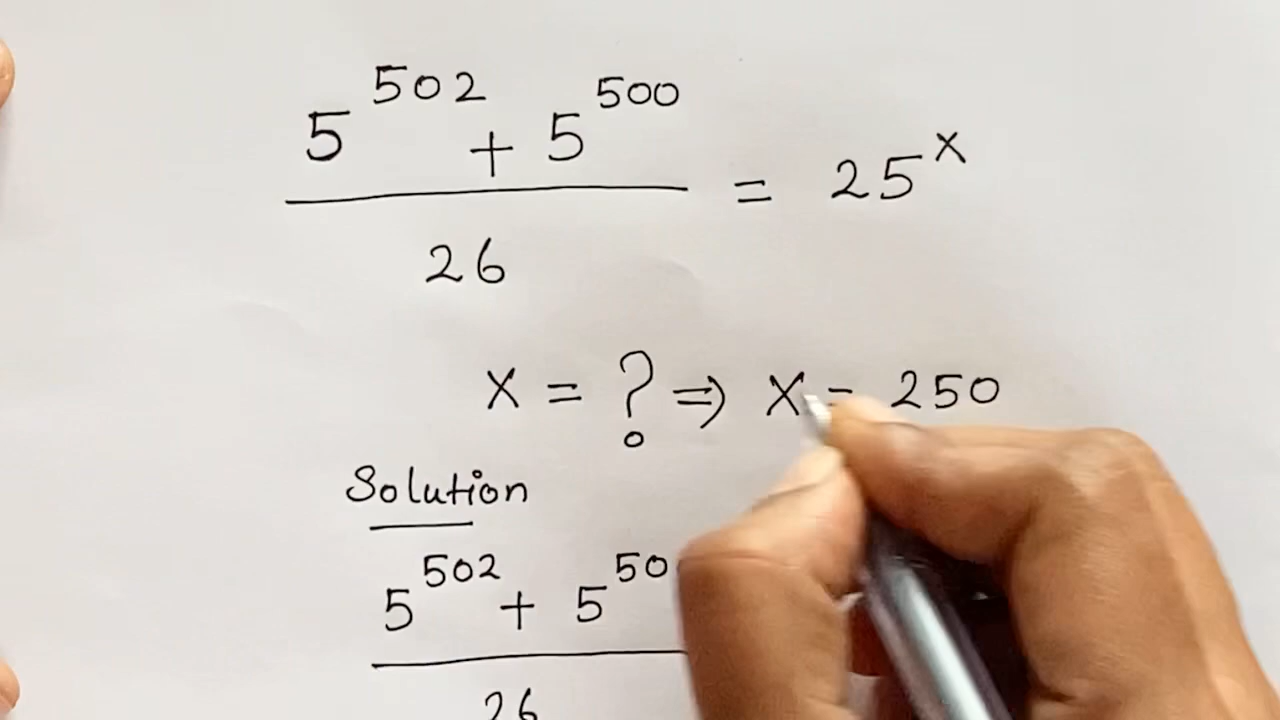 5^502 + 5^500
26
= 25^x
x = ? ⇒ x = 250
Solution
5^502 + 5^50
26